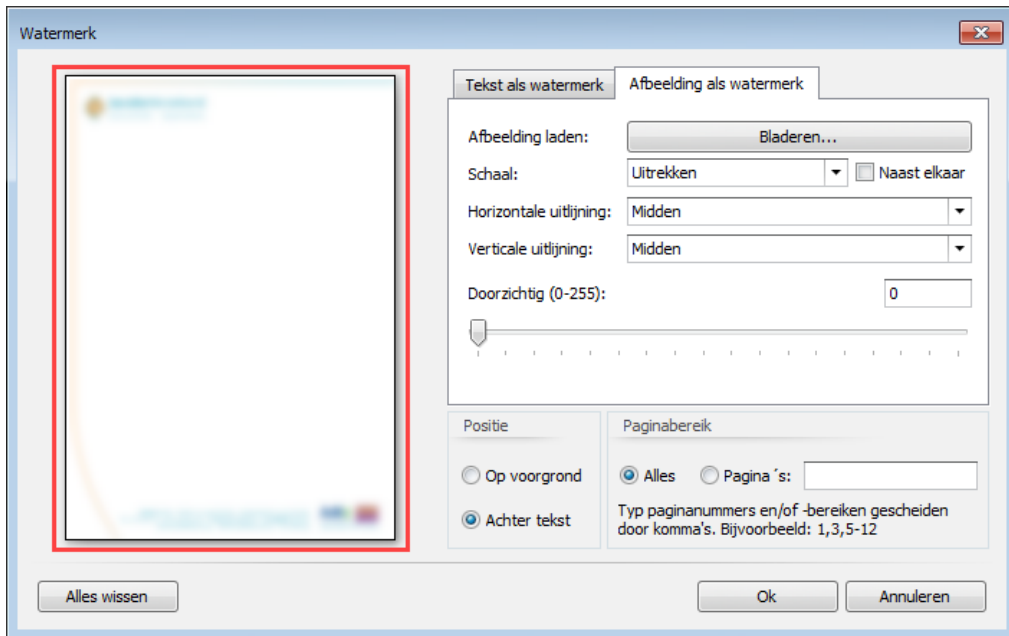 Watermerk
Tekst als watermerk
Afbeelding als watermerk
Afbeelding laden:
Bladeren...
Schaal:
Uitrekken
Naast elkaar
Horizontale uitlijning:
Midden
Verticale uitlijning:
Midden
Doorzichtig (0-255):
0
Positie
Op voorgrond
Achter tekst
Paginabereik
Alles
Pagina´s:
Typ paginanummers en/of -bereiken gescheiden
door komma's. Bijvoorbeeld: 1,3,5-12
Alles wissen
Ok
Annuleren